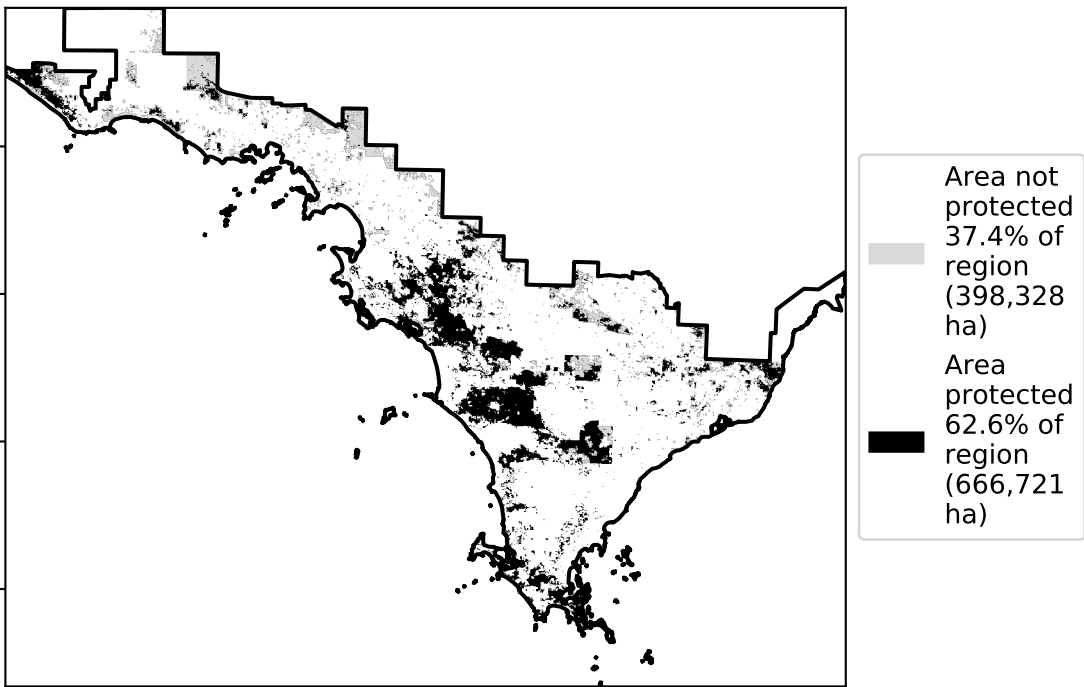 Area not
protected
37.4% of
region
(398,328
ha)
Area
protected
62.6% of
region
(666,721
ha)